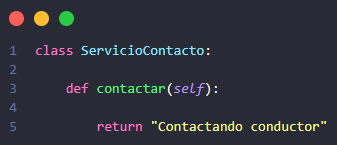 1 class ServicioContacto:
2
3     def contactar(self):
4
5         return "Contactando conductor"